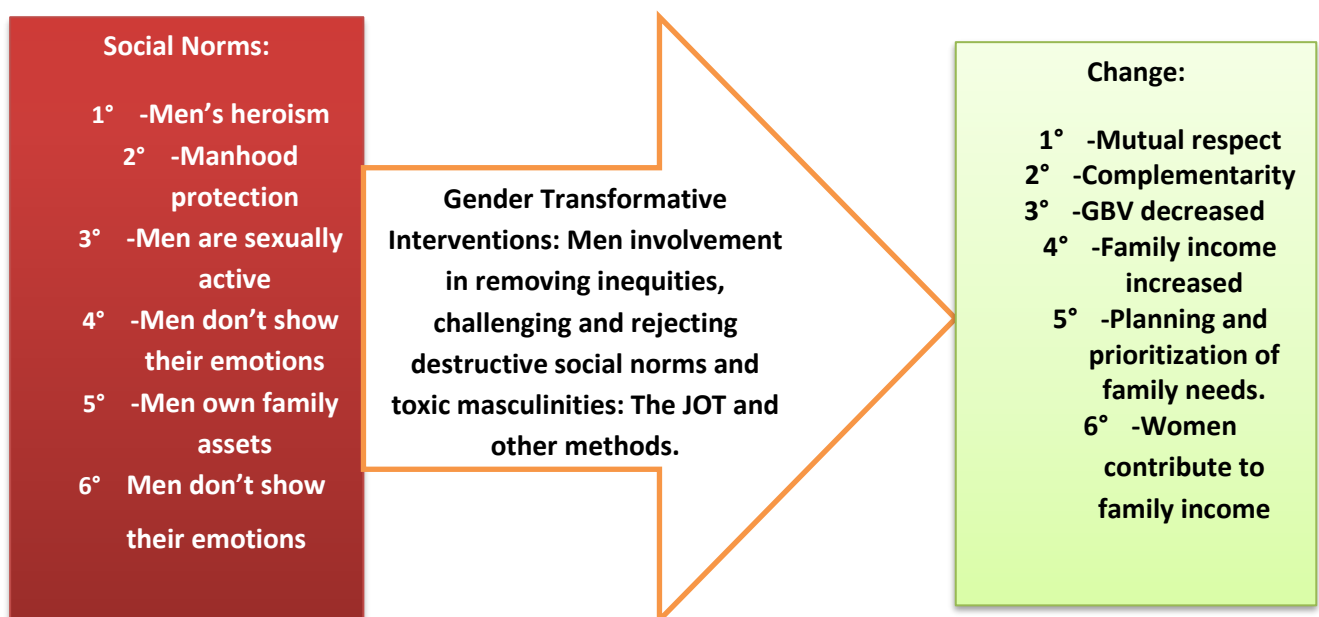 Social Norms:
1° -Men’s heroism
2° -Manhood
protection
3° -Men are sexually
active
4° -Men don’t show
their emotions
5° -Men own family
assets
6° Men don’t show
their emotions
Gender Transformative
Interventions: Men involvement
in removing inequities,
challenging and rejecting
destructive social norms and
toxic masculinities: The JOT and
other methods.
Change:
1° -Mutual respect
2° -Complementarity
3° -GBV decreased
4° -Family income
increased
5° -Planning and
prioritization of
family needs.
6° -Women
contribute to
family income